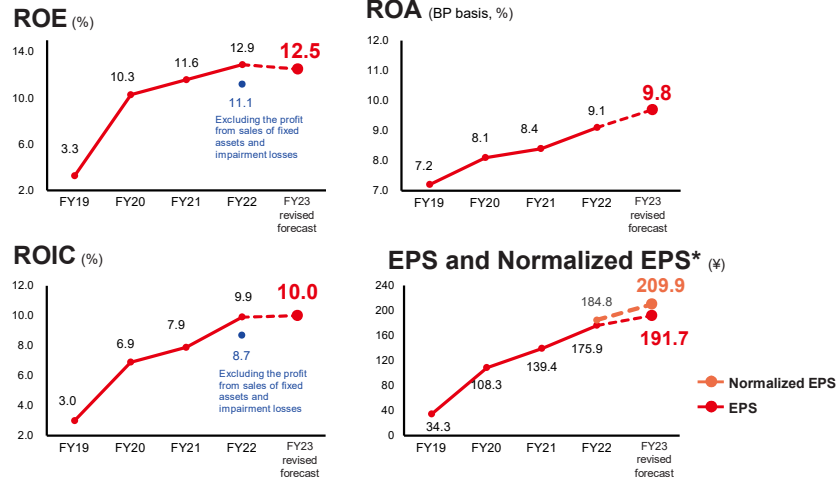 ROE (%)
14.0
10.0
6.0
2.0
3.3
10.3
11.6
12.9
12.5
11.1
Excluding the profit
from sales of fixed
assets and
impairment losses
FY19
FY20
FY21
FY22
FY23
revised
forecast
ROA (BP basis, %)
12.0
10.0
9.0
8.0
7.0
7.2
8.1
8.4
9.1
9.8
FY19
FY20
FY21
FY22
FY23
revised
forecast
ROIC (%)
12.0
10.0
8.0
6.0
4.0
2.0
3.0
6.9
7.9
9.9
10.0
8.7
Excluding the profit
from sales of fixed
assets and
impairment losses
FY19
FY20
FY21
FY22
FY23
revised
forecast
EPS and Normalized EPS* (¥)
240
200
160
120
80
40
0
34.3
108.3
139.4
175.9
184.8
209.9
191.7
FY19
FY20
FY21
FY22
FY23
revised
forecast
Normalized EPS
EPS